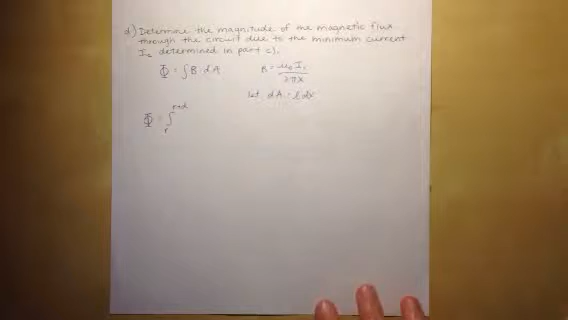 d) Determine the magnitude of the magnetic flux
through the circuit due to the minimum current
I₀ determined in part c).
Φ = ∫B·dA B = μ₀I₀
2πx
let dA = ldx
Φ = ∫
r+d
r